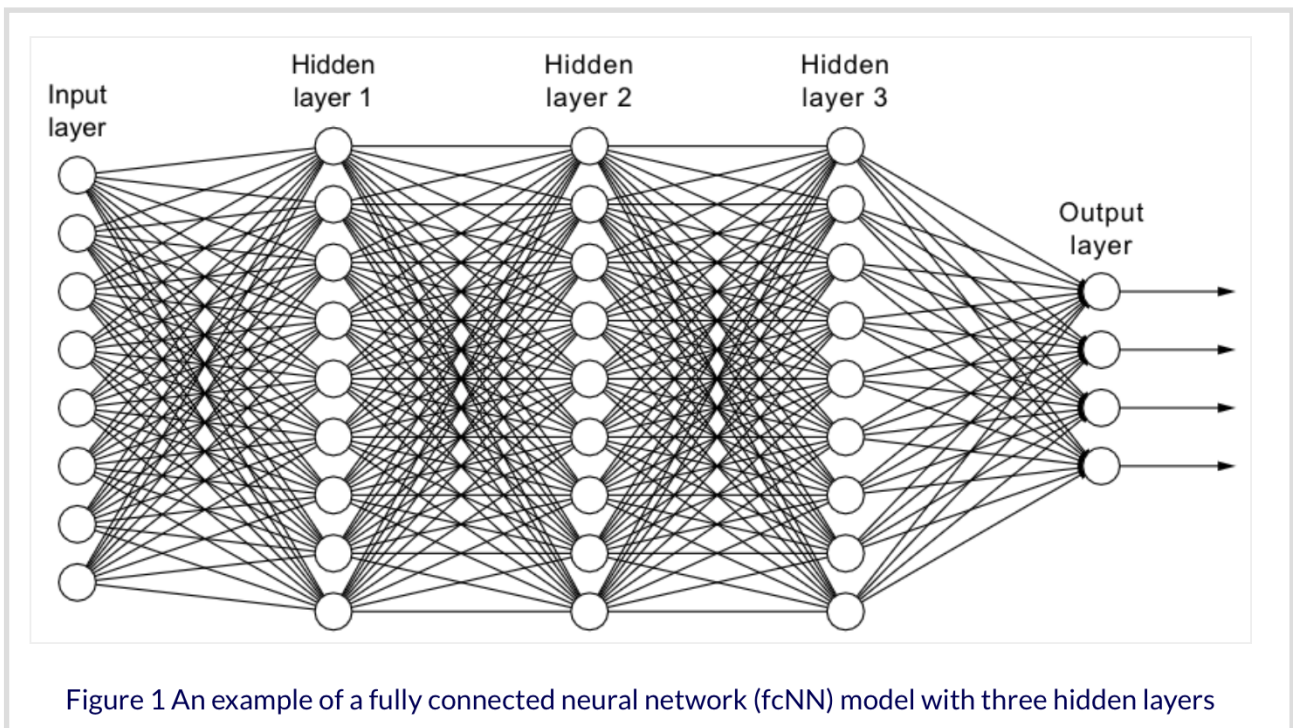 Input
layer
Hidden
layer 1
Hidden
layer 2
Hidden
layer 3
Output
layer
Figure 1 An example of a fully connected neural network (fcNN) model with three hidden layers